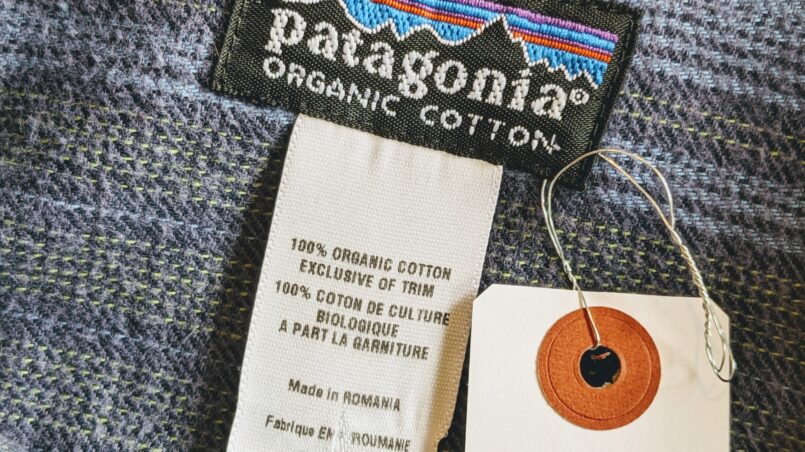 patagonia®
ORGANIC COTTON
100% ORGANIC COTTON
EXCLUSIVE OF TRIM
100% COTON DE CULTURE
BIOLOGIQUE
A PART LA GARNITURE
Made in ROMANIA
Fabrique EN ROUMANIE